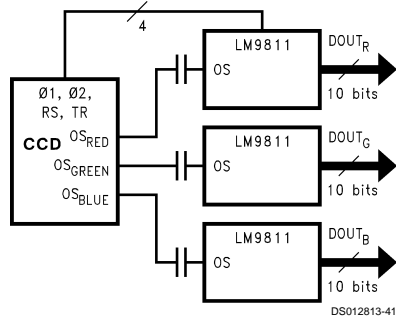 4
LM9811
OS
DOUTR
10 bits
Ø1, Ø2,
RS, TR
CCD
OSRED
OSGREEN
OSBLUE
LM9811
OS
DOUTG
10 bits
LM9811
OS
DOUTB
10 bits
DS012813-41